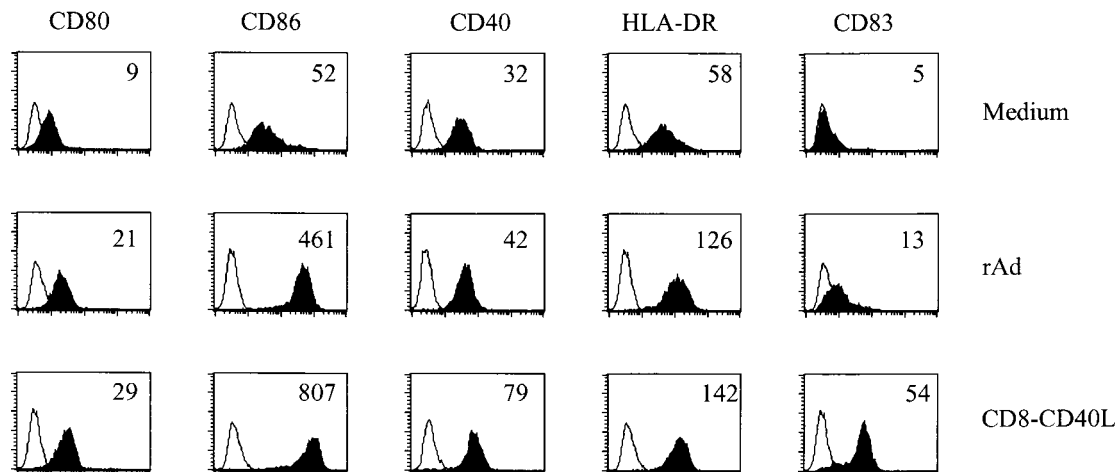 CD80 CD86 CD40 HLA-DR CD83
9 52 32 58 5 Medium
21 461 42 126 13 rAd
29 807 79 142 54 CD8-CD40L